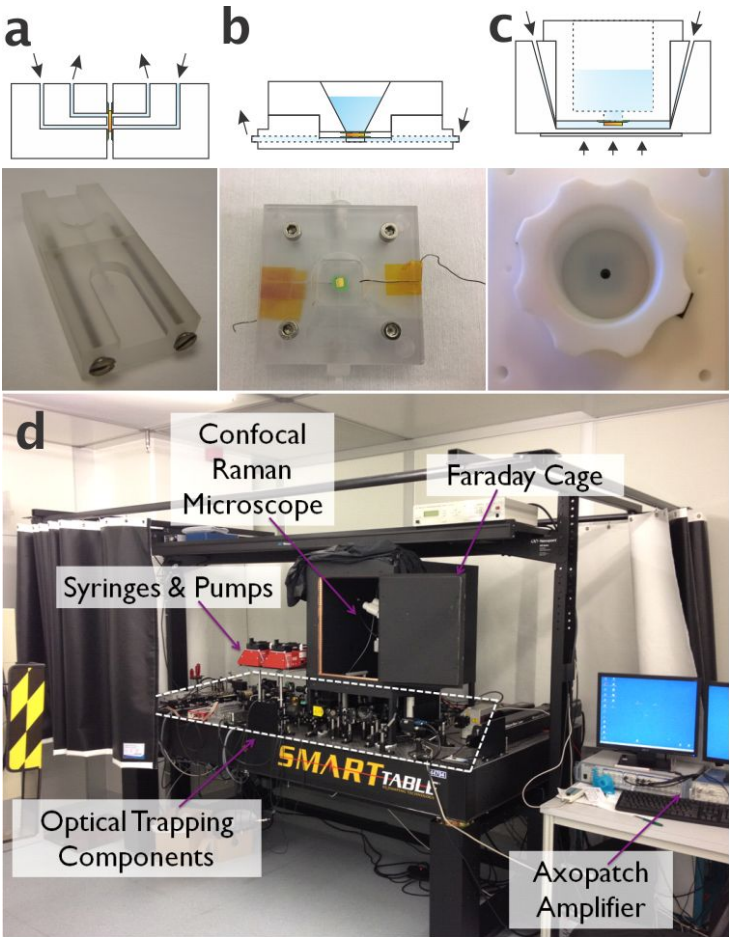 a
b
c
d
Confocal
Raman
Microscope
Faraday Cage
Syringes & Pumps
SMART TABLE
Optical Trapping
Components
Axopatch
Amplifier